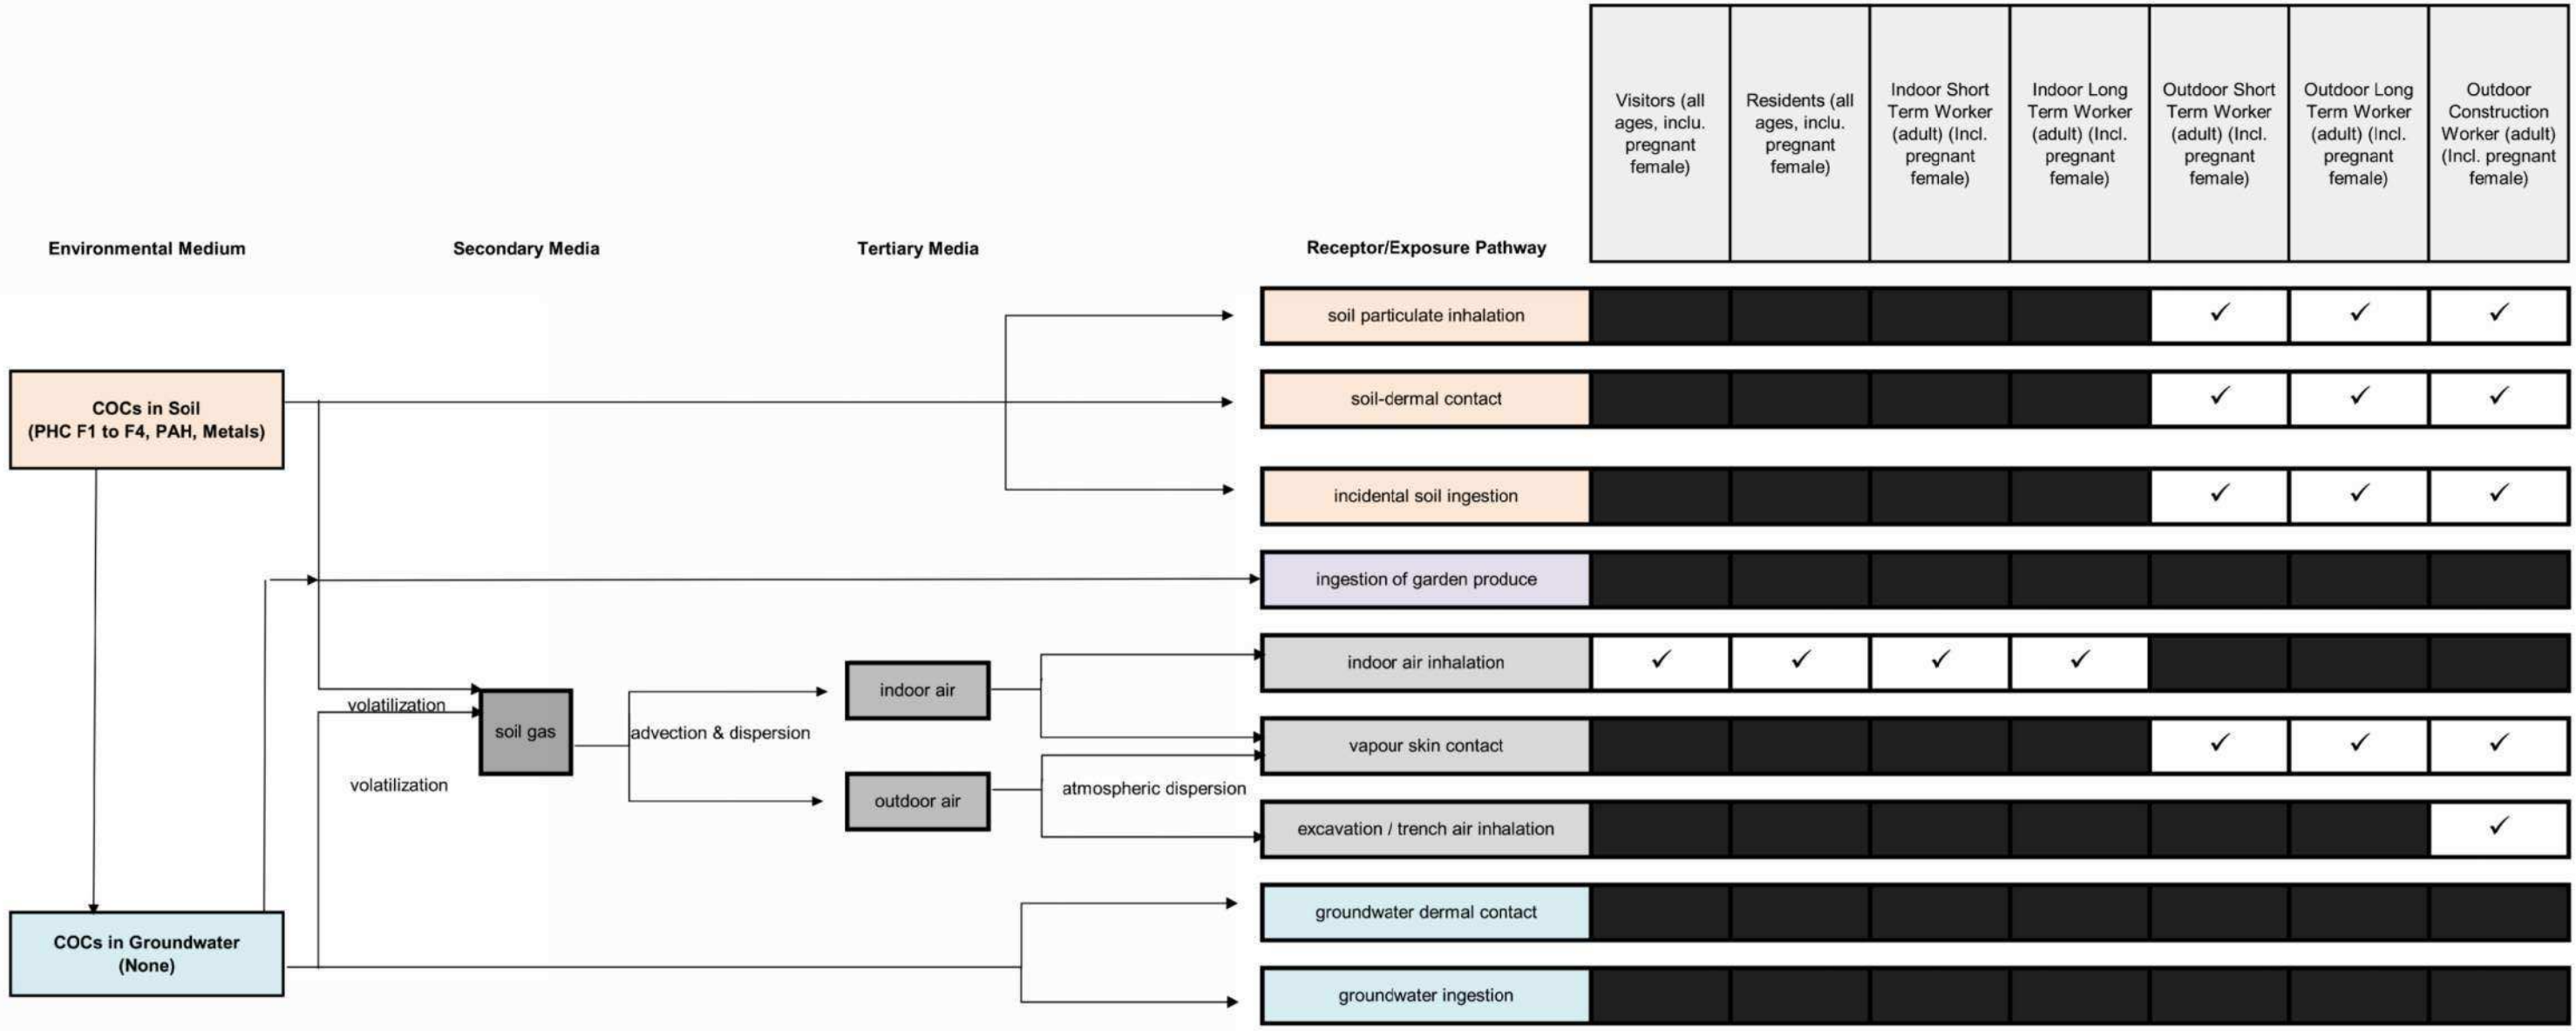 Visitors (all
ages, inclu.
pregnant
female)
Residents (all
ages, inclu.
pregnant
female)
Indoor Short
Term Worker
(adult) (Incl.
pregnant
female)
Indoor Long
Term Worker
(adult) (Incl.
pregnant
female)
Outdoor Short
Term Worker
(adult) (Incl.
pregnant
female)
Outdoor Long
Term Worker
(adult) (Incl.
pregnant
female)
Outdoor
Construction
Worker (adult)
(Incl. pregnant
female)
Environmental Medium
Secondary Media
Tertiary Media
Receptor/Exposure Pathway
soil particulate inhalation
✓ ✓ ✓
COCs in Soil
(PHC F1 to F4, PAH, Metals)
soil-dermal contact
✓ ✓ ✓
incidental soil ingestion
✓ ✓ ✓
ingestion of garden produce
indoor air inhalation
✓ ✓ ✓ ✓
volatilization
soil gas
advection & dispersion
indoor air
vapour skin contact
✓ ✓ ✓
volatilization
outdoor air
atmospheric dispersion
excavation / trench air inhalation
✓
groundwater dermal contact
COCs in Groundwater
(None)
groundwater ingestion